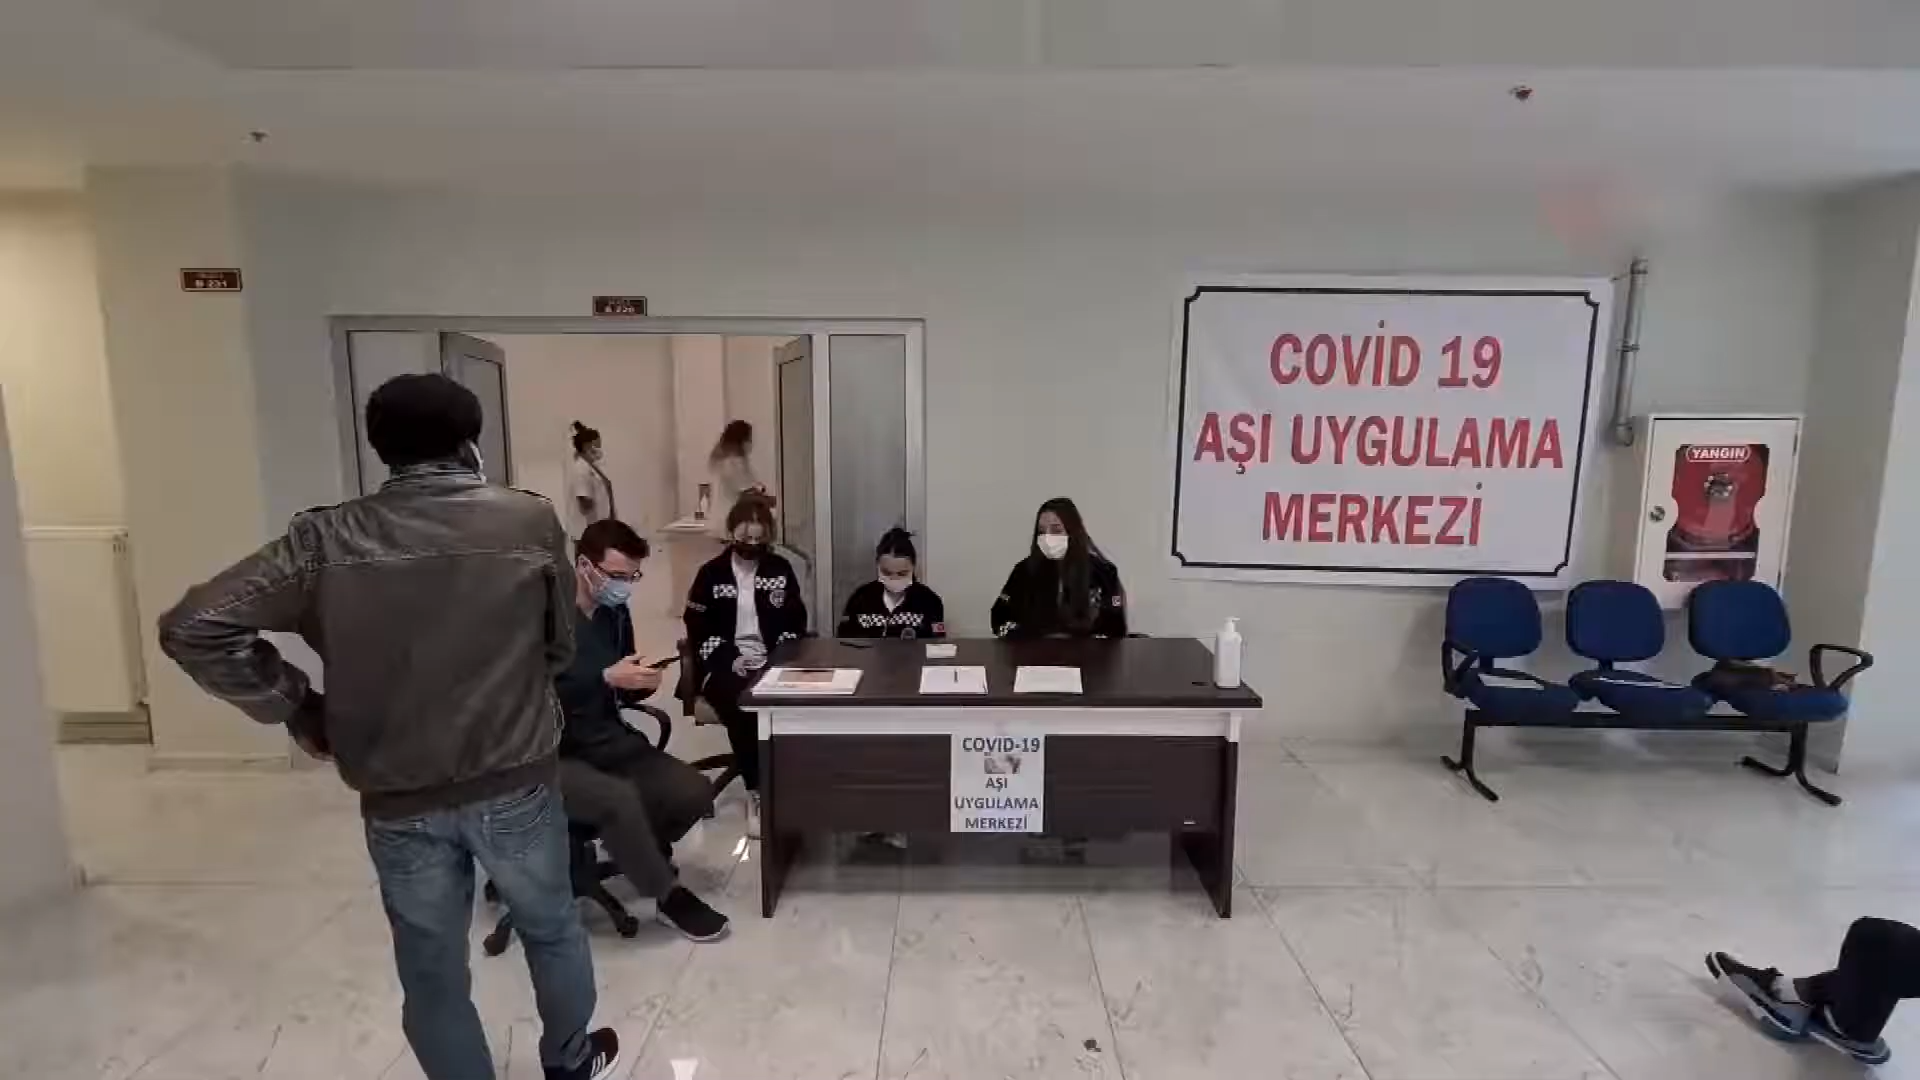 COVİD 19
AŞI UYGULAMA
MERKEZİ
YANGIN
COVID-19
AŞI
UYGULAMA
MERKEZİ